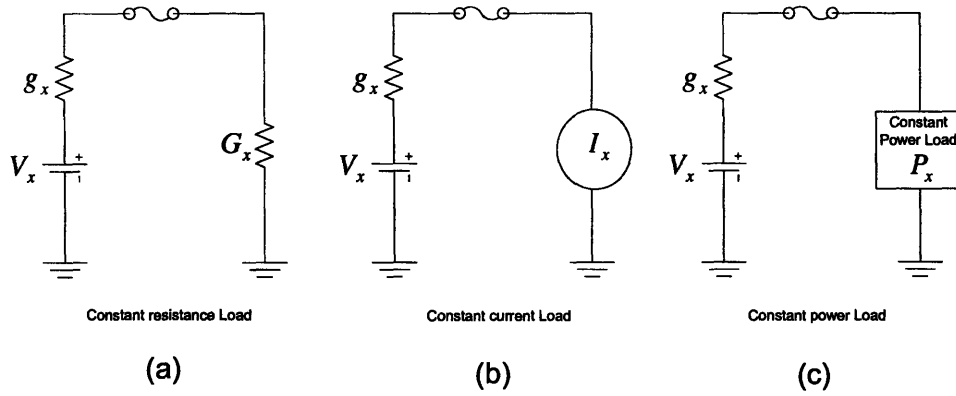 g_x
V_x
+
G_x
Constant resistance Load
(a)
g_x
V_x
+
I_x
Constant current Load
(b)
g_x
V_x
+
Constant
Power Load
P_x
Constant power Load
(c)